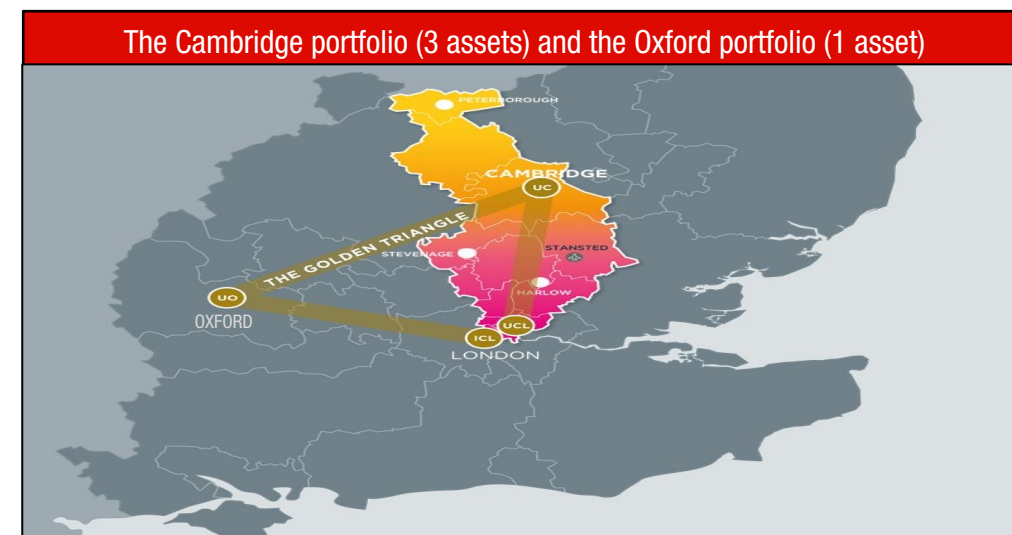 The Cambridge portfolio (3 assets) and the Oxford portfolio (1 asset)
PETERBOROUGH
CAMBRIDGE
UC
THE GOLDEN TRIANGLE
STEVENAGE
STANSTED
HARLOW
UO
OXFORD
UCL
ICL
LONDON